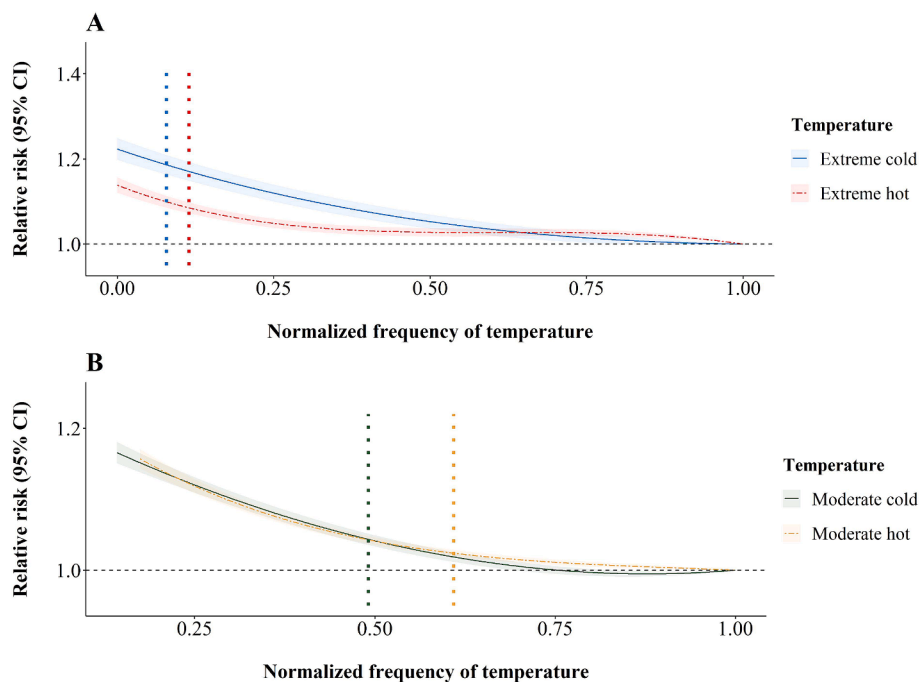 A
Relative risk (95% CI)
1.4
1.2
1.0
0.00
0.25
0.50
0.75
1.00
Normalized frequency of temperature
Temperature
Extreme cold
Extreme hot
B
Relative risk (95% CI)
1.2
1.0
0.25
0.50
0.75
1.00
Normalized frequency of temperature
Temperature
Moderate cold
Moderate hot